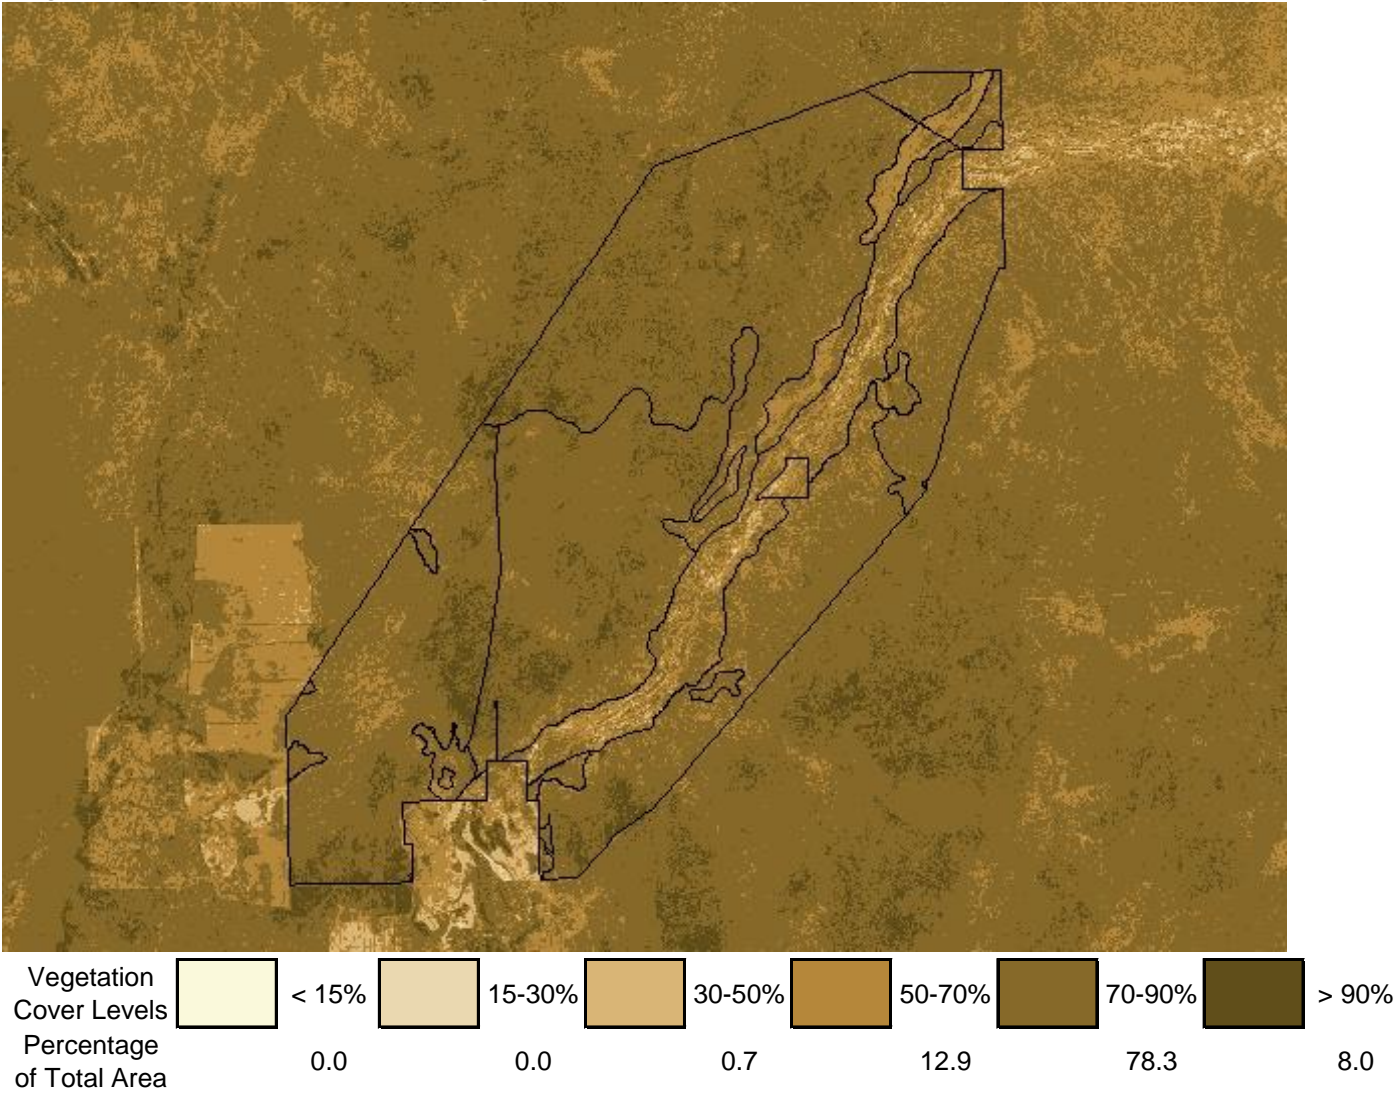 Vegetation
Cover Levels
< 15% 15-30% 30-50% 50-70% 70-90% > 90%
Percentage
of Total Area
0.0 0.0 0.7 12.9 78.3 8.0